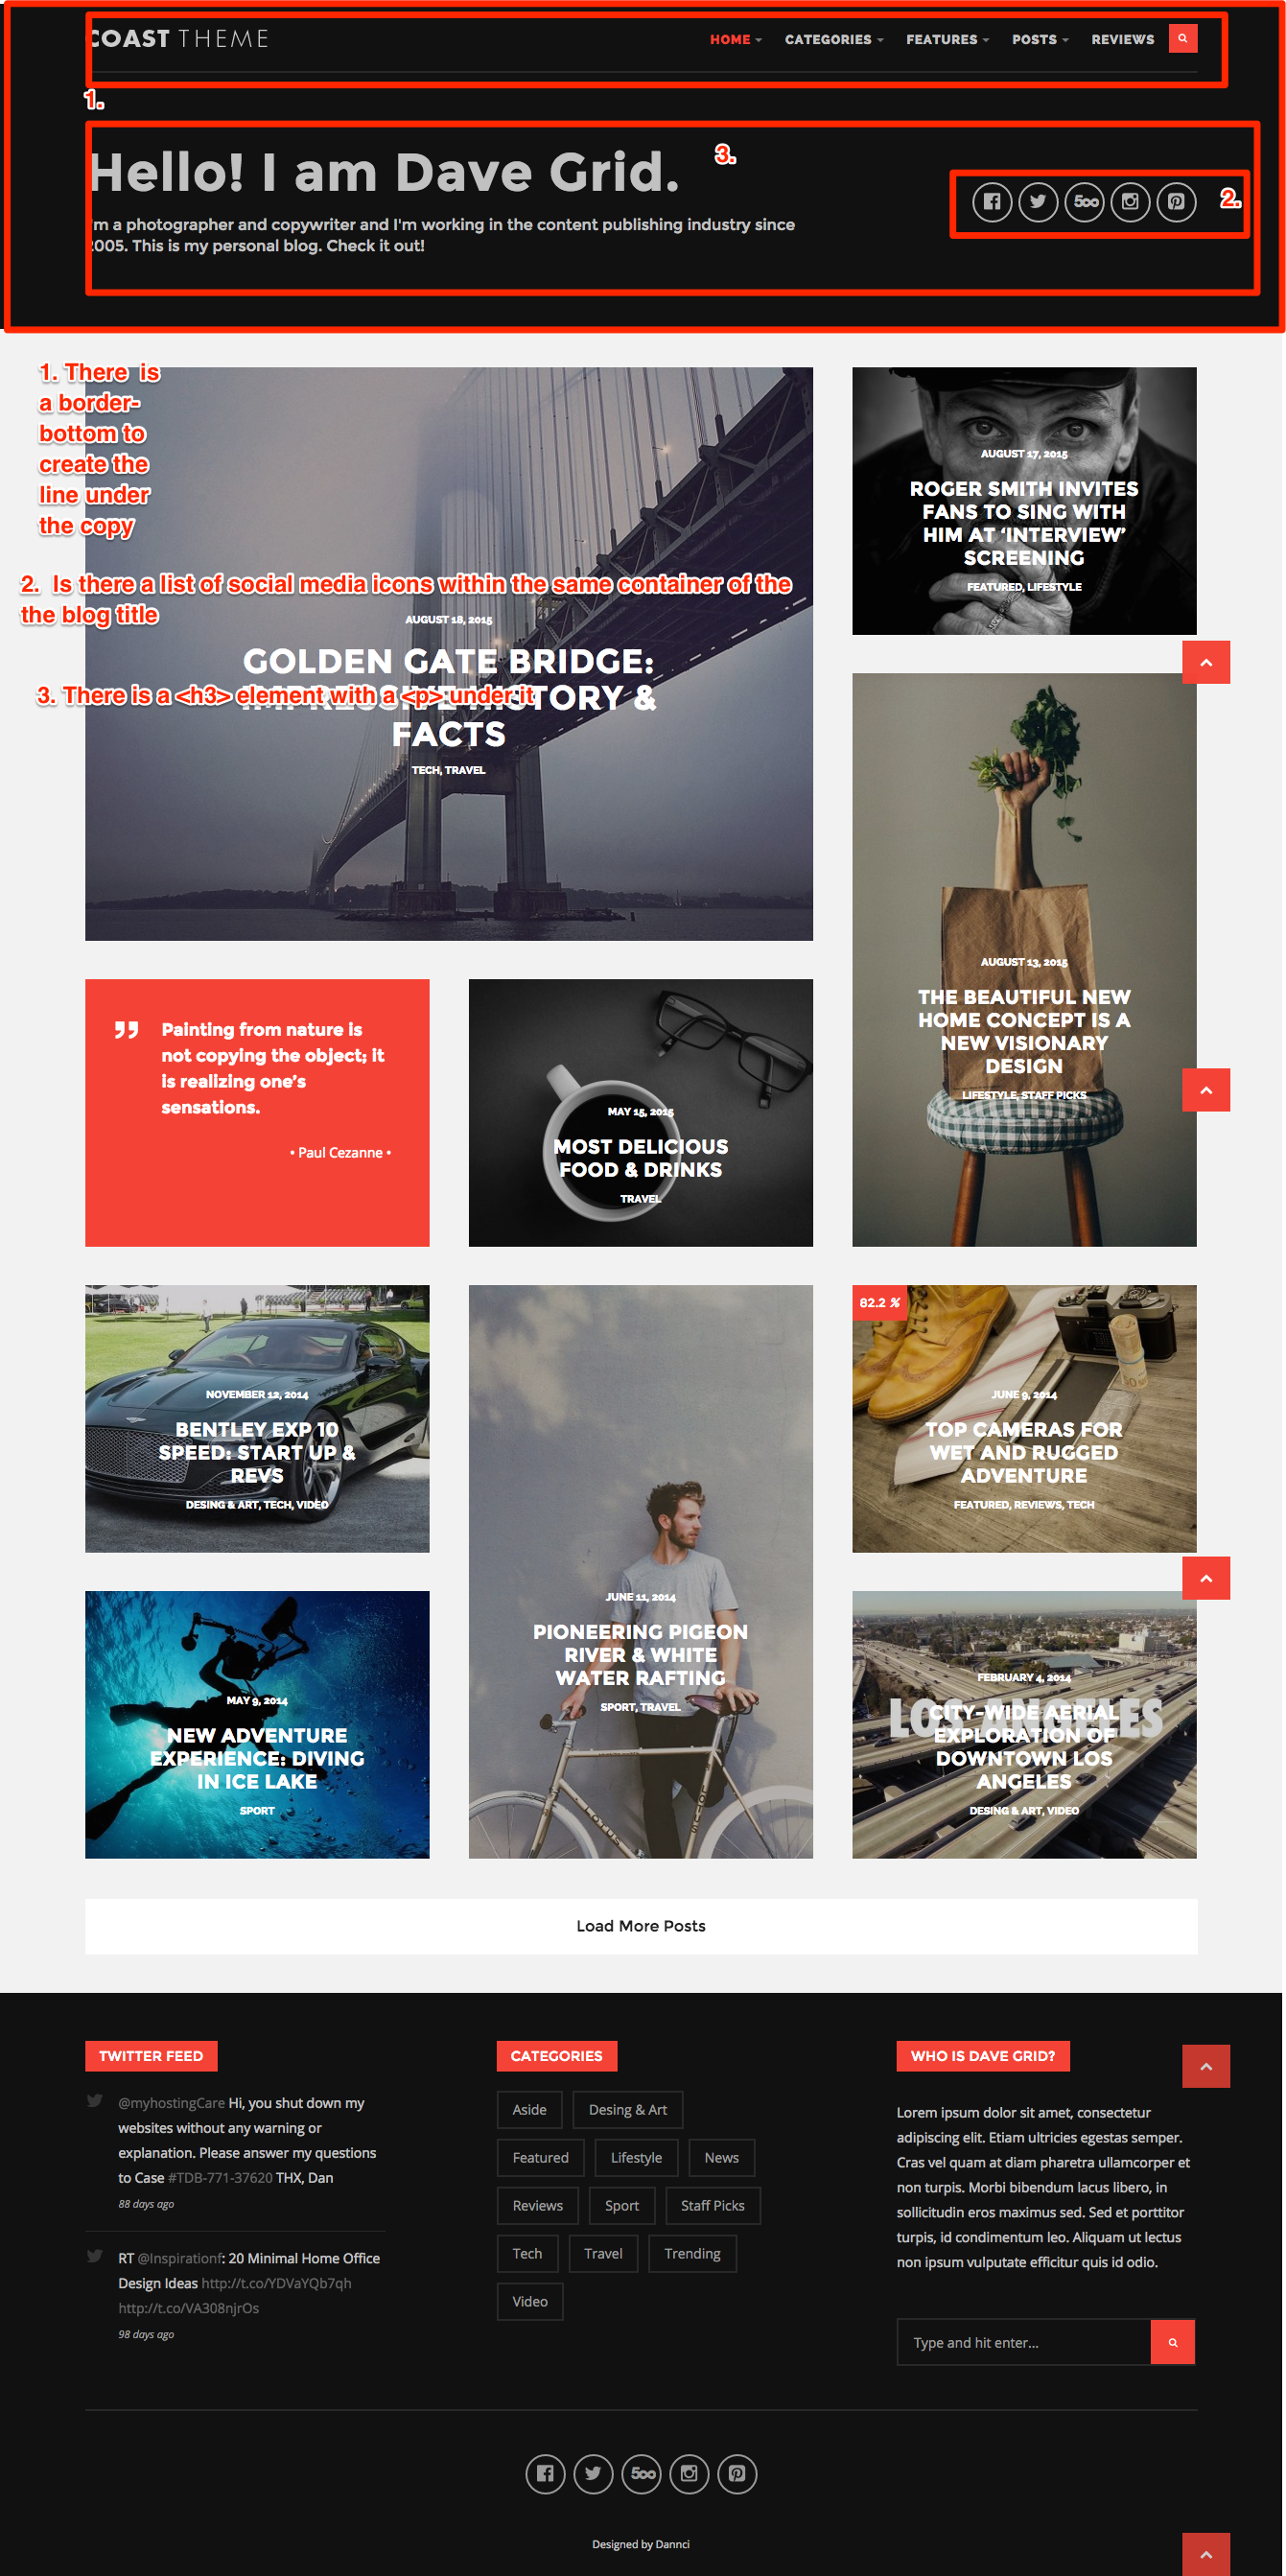 COAST THEME
HOME CATEGORIES FEATURES POSTS REVIEWS
1.
Hello! I am Dave Grid.
3.
2.
'm a photographer and copywriter and I'm working in the content publishing industry since
2005. This is my personal blog. Check it out!
1. There is
a border-
bottom to
create the
line under
the copy
2. Is there a list of social media icons within the same container of the
the blog title
3. There is a <h3> element with a <p> under it
AUGUST 18, 2015
GOLDEN GATE BRIDGE:
IMPRESSIVE HISTORY &
FACTS
TECH, TRAVEL
AUGUST 17, 2015
ROGER SMITH INVITES
FANS TO SING WITH
HIM AT ‘INTERVIEW’
SCREENING
FEATURED, LIFESTYLE
AUGUST 13, 2015
THE BEAUTIFUL NEW
HOME CONCEPT IS A
NEW VISIONARY
DESIGN
LIFESTYLE, STAFF PICKS
Painting from nature is
not copying the object; it
is realizing one’s
sensations.
• Paul Cezanne •
MAY 15, 2015
MOST DELICIOUS
FOOD & DRINKS
TRAVEL
NOVEMBER 12, 2014
BENTLEY EXP 10
SPEED: START UP &
REVS
DESING & ART, TECH, VIDEO
82.2 %
JUNE 9, 2014
TOP CAMERAS FOR
WET AND RUGGED
ADVENTURE
FEATURED, REVIEWS, TECH
JUNE 11, 2014
PIONEERING PIGEON
RIVER & WHITE
WATER RAFTING
SPORT, TRAVEL
LOTUS
MAY 9, 2014
NEW ADVENTURE
EXPERIENCE: DIVING
IN ICE LAKE
SPORT
FEBRUARY 4, 2014
CITY-WIDE AERIAL
EXPLORATION OF
DOWNTOWN LOS
ANGELES
DESING & ART, VIDEO
Load More Posts
TWITTER FEED
@myhostingCare Hi, you shut down my
websites without any warning or
explanation. Please answer my questions
to Case #TDB-771-37620 THX, Dan
88 days ago
RT @Inspirationf: 20 Minimal Home Office
Design Ideas http://t.co/YDVaYQb7qh
http://t.co/VA308njrOs
98 days ago
CATEGORIES
Aside Desing & Art
Featured Lifestyle News
Reviews Sport Staff Picks
Tech Travel Trending
Video
WHO IS DAVE GRID?
Lorem ipsum dolor sit amet, consectetur
adipiscing elit. Etiam ultricies egestas semper.
Cras vel quam at diam pharetra ullamcorper et
non turpis. Morbi bibendum lacus libero, in
sollicitudin eros maximus sed. Sed et porttitor
turpis, id condimentum leo. Aliquam ut lectus
non ipsum vulputate efficitur quis id odio.
Type and hit enter...
Designed by Dannci